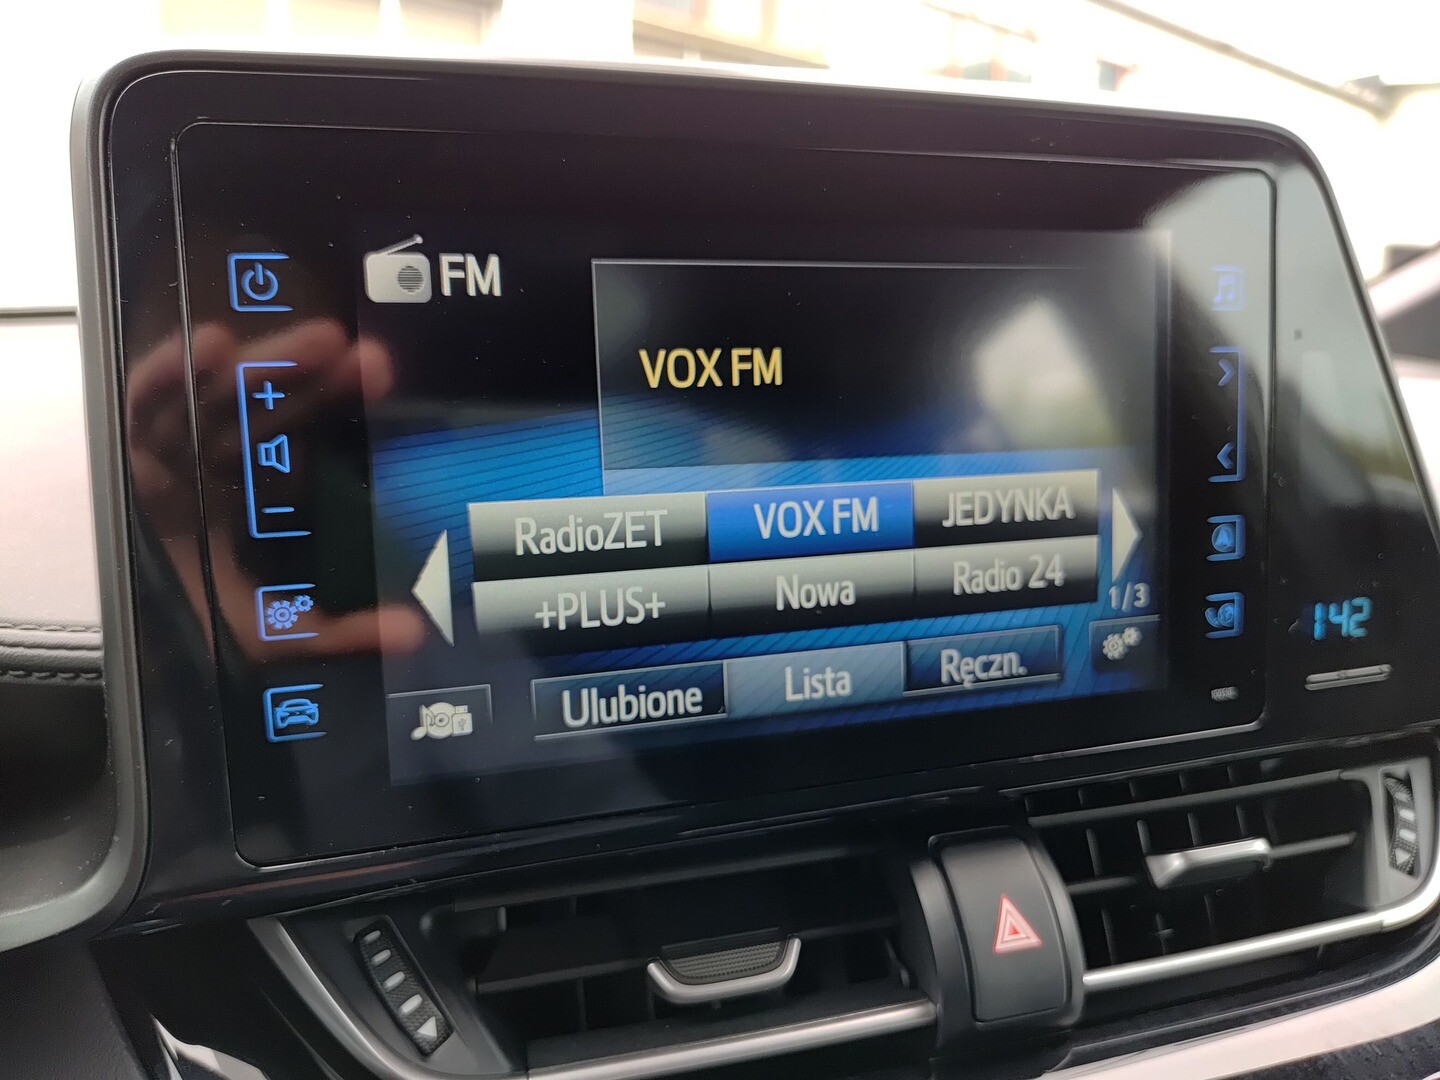 FM
VOX FM
RadioZET VOX FM JEDYNKA
+PLUS+ Nowa Radio 24
1/3
Ulubione Lista Ręczn.
142